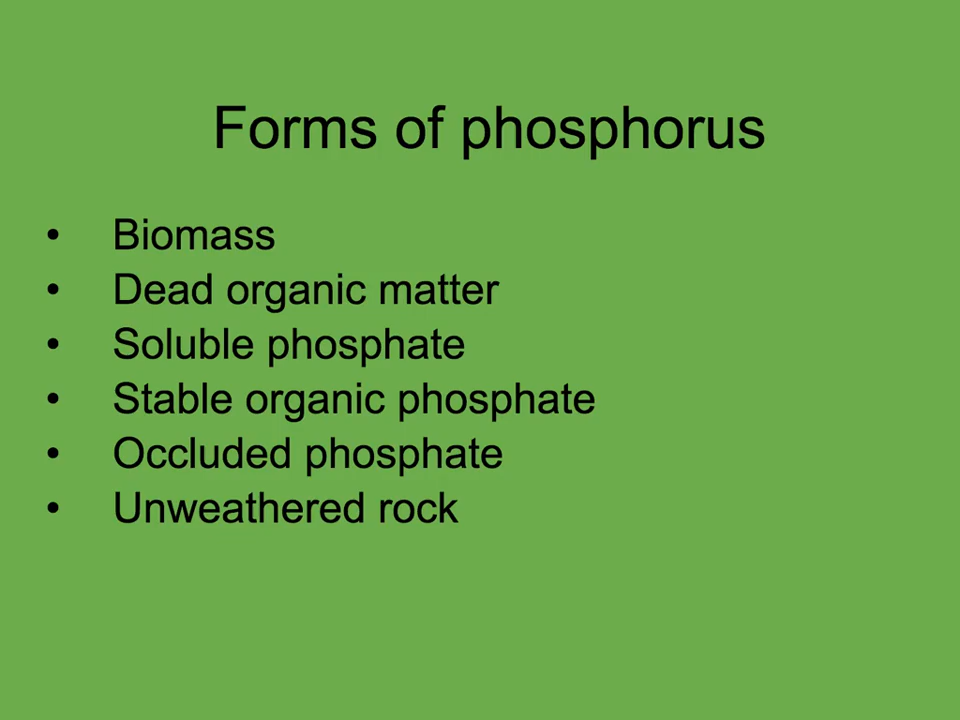 Forms of phosphorus
• Biomass
• Dead organic matter
• Soluble phosphate
• Stable organic phosphate
• Occluded phosphate
• Unweathered rock